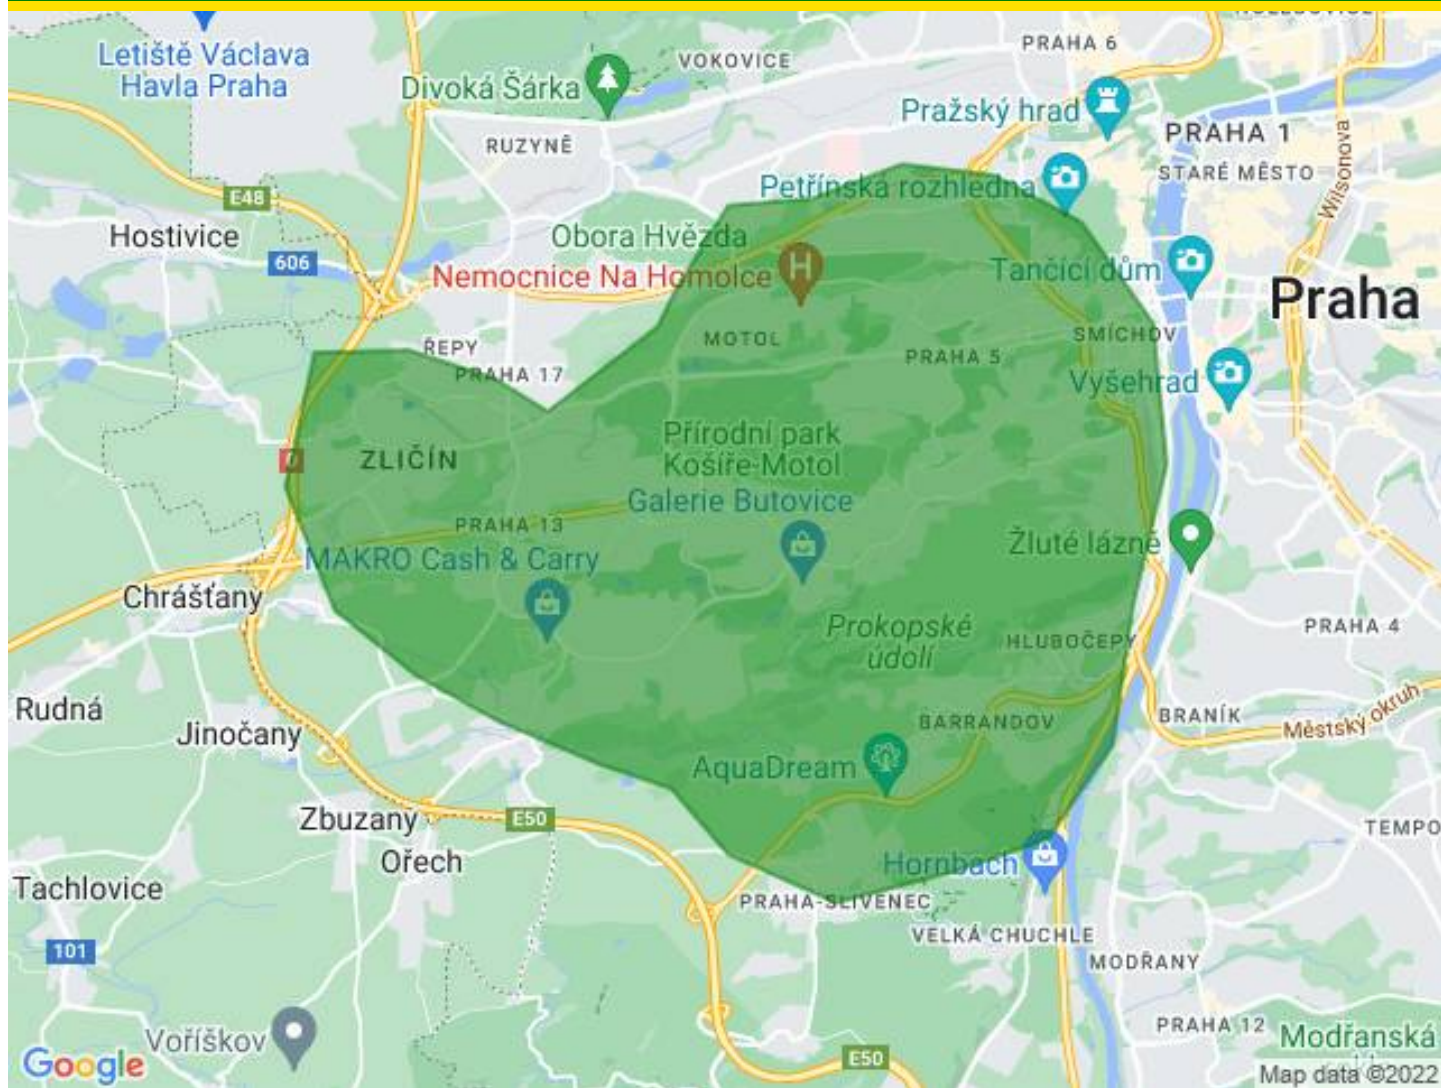 Letiště Václava
Havla Praha
Divoká Šárka
VOKOVICE
PRAHA 6
Pražský hrad
PRAHA 1
RUZYNĚ
STARÉ MĚSTO
Wilsonova
Petřínská rozhledna
E48
Hostivice
606
Obora Hvězda
Nemocnice Na Homolce
Tančící dům
Praha
ŘEPY
MOTOL
PRAHA 5
SMÍCHOV
PRAHA 17
Vyšehrad
ZLIČÍN
Přírodní park
Košíře-Motol
Galerie Butovice
PRAHA 13
MAKRO Cash & Carry
Žluté lázně
Chrášťany
Prokopské
údolí
HLUBOČEPY
PRAHA 4
Rudná
Jinočany
BARRANDOV
BRANÍK
Městský okruh
AquaDream
Zbuzany
E50
Ořech
TEMPO
Hornbach
Tachlovice
PRAHA-SLIVENEC
VELKÁ CHUCHLE
101
MODŘANY
Voříškov
PRAHA 12
Modřanská
Google
E50
Map data ©2022